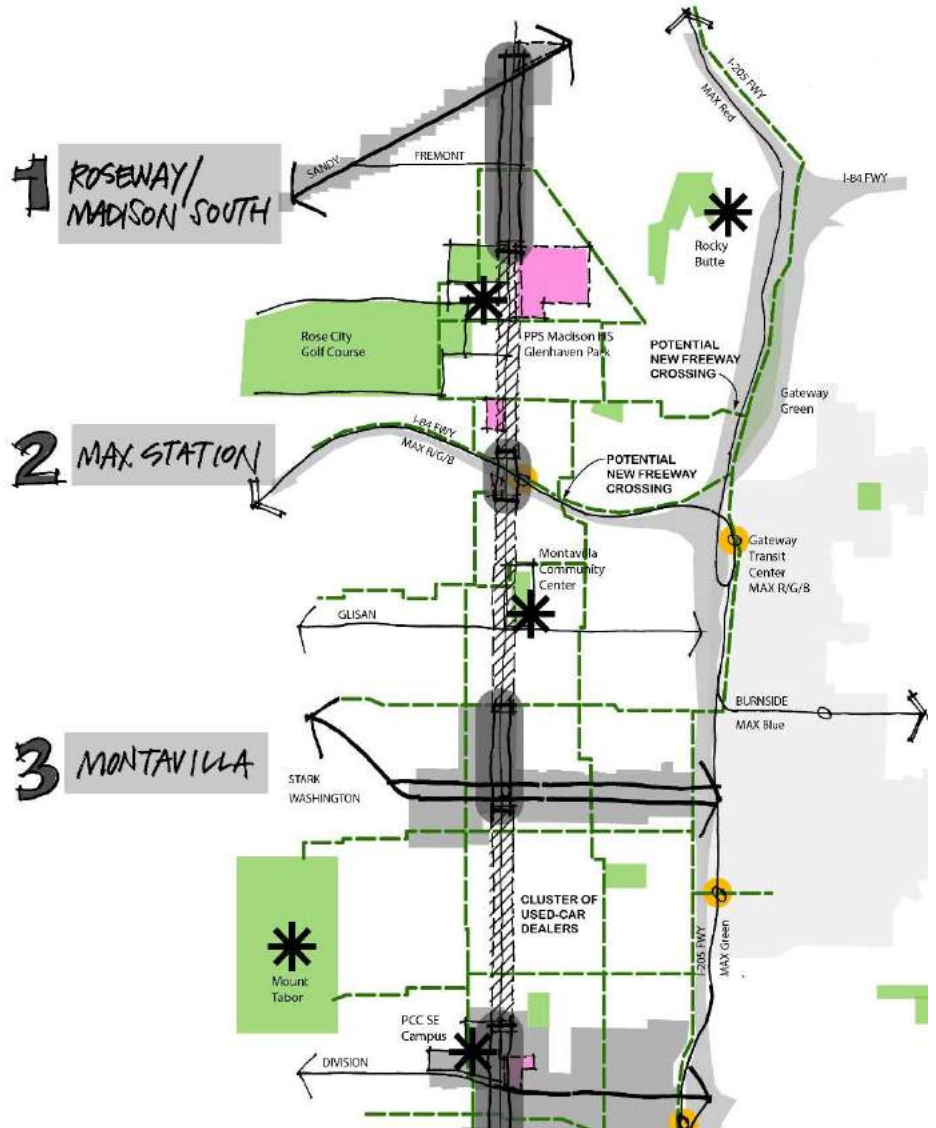 I-205 FWY
MAX Red
SANDY
FREMONT
I-84 FWY
1 ROSEWAY/
MADISON SOUTH
Rocky
Butte
Rose City
Golf Course
PPS Madison HS
Glenhaven Park
POTENTIAL
NEW FREEWAY
CROSSING
Gateway
Green
I-84 FWY
MAX R/G/B
2 MAX STATION
POTENTIAL
NEW FREEWAY
CROSSING
Gateway
Transit
Center
MAX R/G/B
Montavilla
Community
Center
GLISAN
BURNSIDE
MAX Blue
3 MONTAVILLA
STARK
WASHINGTON
CLUSTER OF
USED-CAR
DEALERS
I-205 FWY
MAX Green
Mount
Tabor
PCC SE
Campus
DIVISION